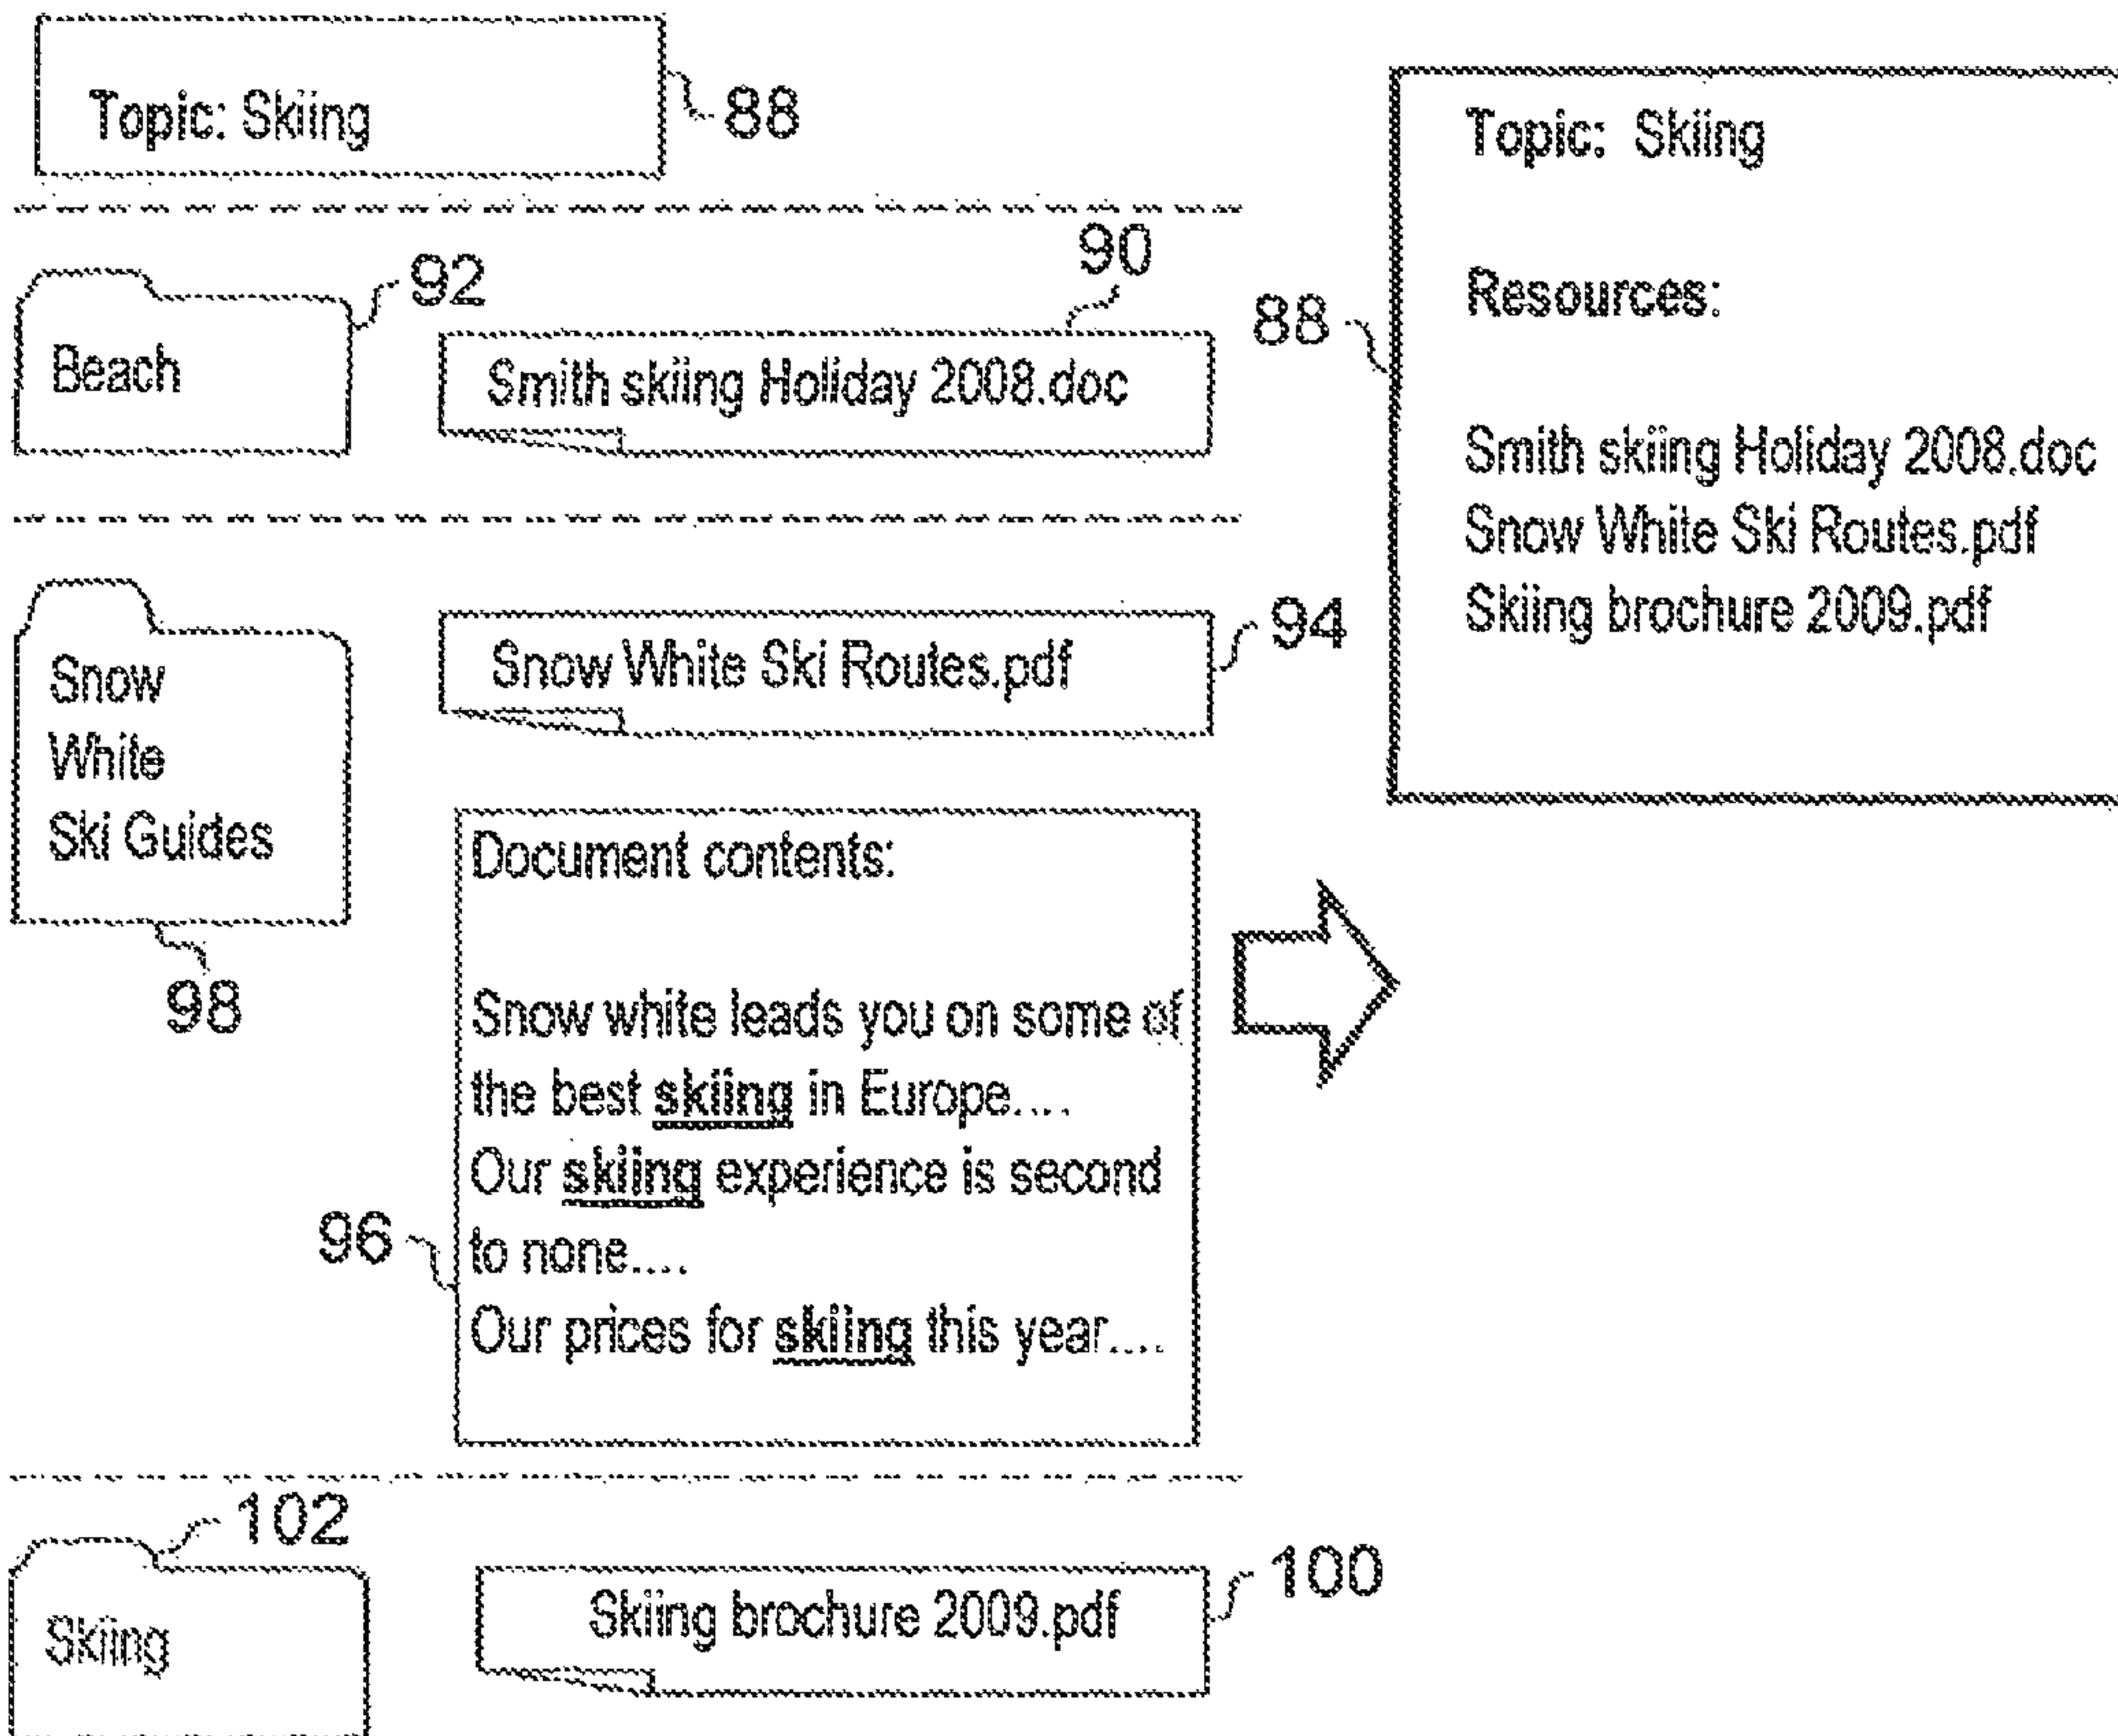 Topic: Skiing
88
92
Beach
90
Smith skiing Holiday 2008.doc
Snow
White
Ski Guides
98
Snow White Ski Routes.pdf
94
Document contents:
Snow white leads you on some of
the best skiing in Europe....
Our skiing experience is second
to none....
Our prices for skiing this year....
96
102
Skiing
Skiing brochure 2009.pdf
100
88
Topic: Skiing
Resources:
Smith skiing Holiday 2008.doc
Snow White Ski Routes.pdf
Skiing brochure 2009.pdf